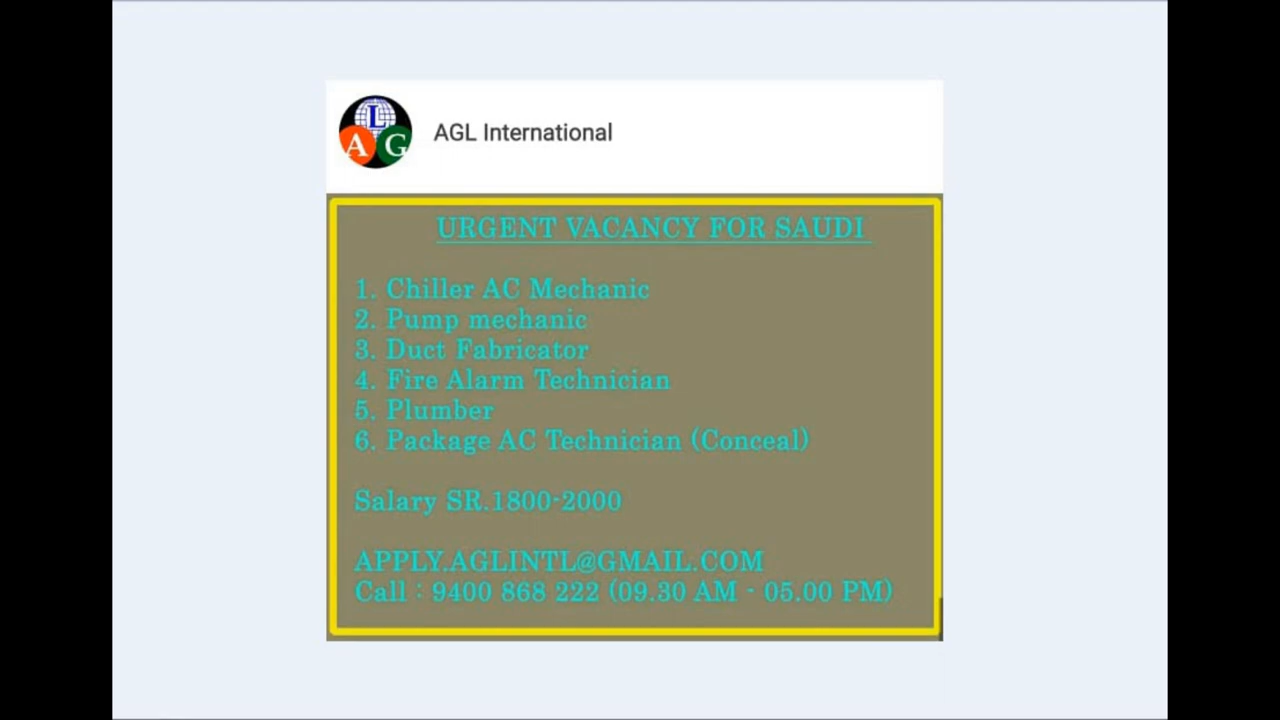 L
A G
AGL International
URGENT VACANCY FOR SAUDI
1. Chiller AC Mechanic
2. Pump mechanic
3. Duct Fabricator
4. Fire Alarm Technician
5. Plumber
6. Package AC Technician (Conceal)
Salary SR.1800-2000
APPLY.AGLINTL@GMAIL.COM
Call : 9400 868 222 (09.30 AM - 05.00 PM)